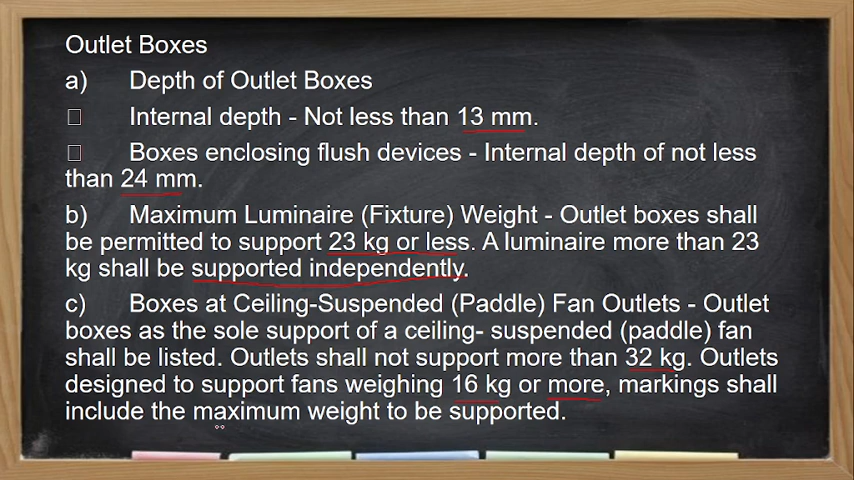 Outlet Boxes
a) Depth of Outlet Boxes
Internal depth - Not less than 13 mm.
Boxes enclosing flush devices - Internal depth of not less
than 24 mm.
b) Maximum Luminaire (Fixture) Weight - Outlet boxes shall
be permitted to support 23 kg or less. A luminaire more than 23
kg shall be supported independently.
c) Boxes at Ceiling-Suspended (Paddle) Fan Outlets - Outlet
boxes as the sole support of a ceiling- suspended (paddle) fan
shall be listed. Outlets shall not support more than 32 kg. Outlets
designed to support fans weighing 16 kg or more, markings shall
include the maximum weight to be supported.